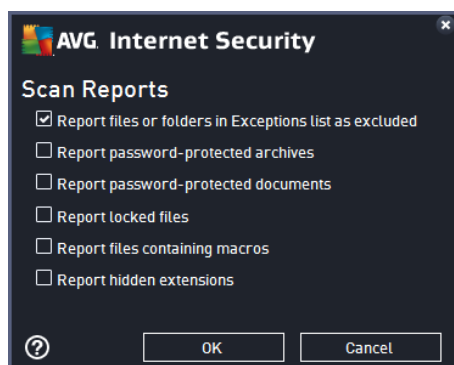 AVG. Internet Security
Scan Reports
Report files or folders in Exceptions list as excluded
Report password-protected archives
Report password-protected documents
Report locked files
Report files containing macros
Report hidden extensions
?
OK
Cancel